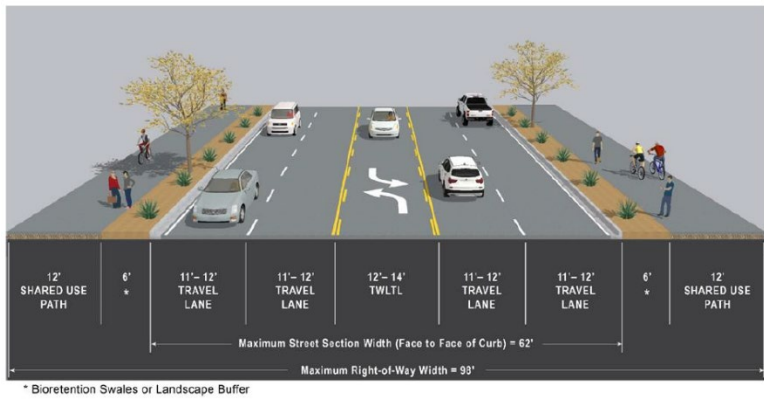 12'
SHARED USE
PATH
6'
*
11'– 12'
TRAVEL
LANE
11'– 12'
TRAVEL
LANE
12'– 14'
TWLTL
11'– 12'
TRAVEL
LANE
11'– 12'
TRAVEL
LANE
6'
*
12'
SHARED USE
PATH
Maximum Street Section Width (Face to Face of Curb) = 62'
Maximum Right-of-Way Width = 98'
* Bioretention Swales or Landscape Buffer